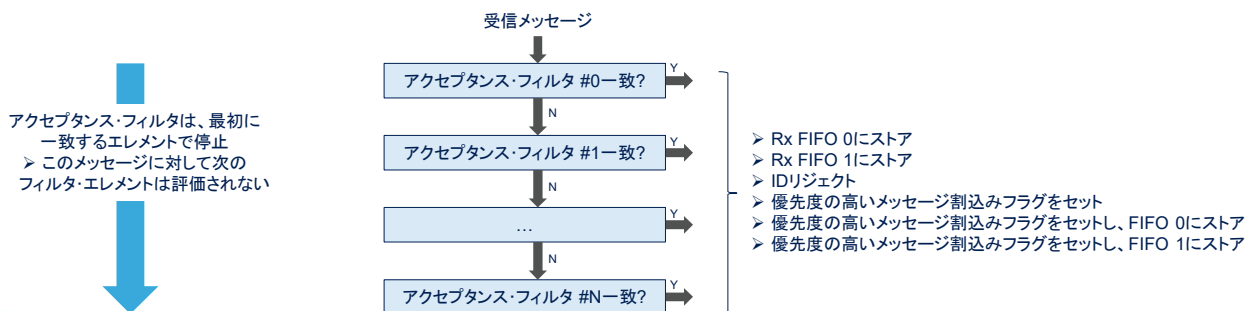 受信メッセージ
アクセプタンス・フィルタ #0一致?
Y
N
アクセプタンス・フィルタは、最初に
一致するエレメントで停止
➢ このメッセージに対して次の
フィルタ・エレメントは評価されない
アクセプタンス・フィルタ #1一致?
Y
N
…
Y
N
アクセプタンス・フィルタ #N一致?
Y
➢ Rx FIFO 0にストア
➢ Rx FIFO 1にストア
➢ IDリジェクト
➢ 優先度の高いメッセージ割込みフラグをセット
➢ 優先度の高いメッセージ割込みフラグをセットし、FIFO 0にストア
➢ 優先度の高いメッセージ割込みフラグをセットし、FIFO 1にストア